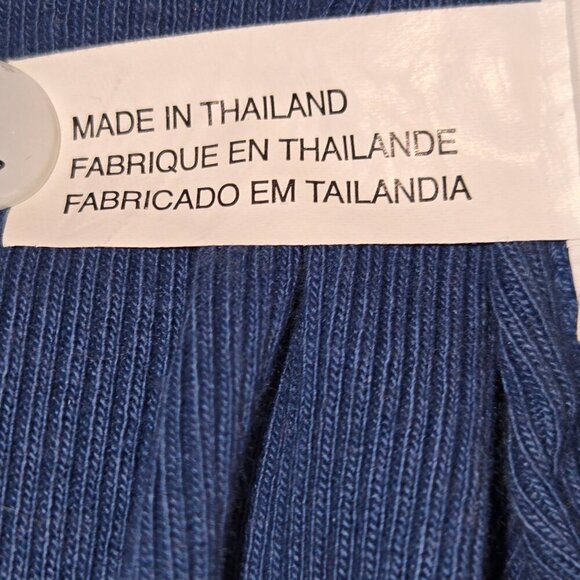 MADE IN THAILAND
FABRIQUE EN THAILANDE
FABRICADO EM TAILANDIA